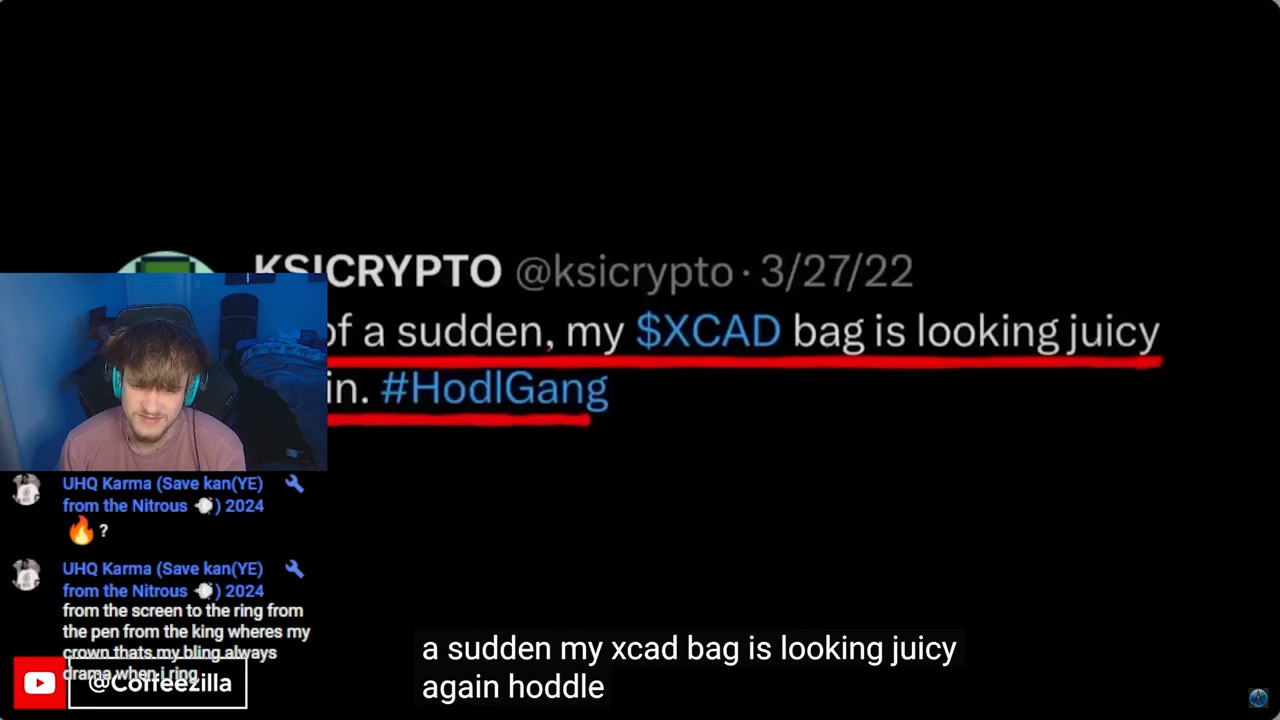 KSICRYPTO @ksicrypto · 3/27/22
of a sudden, my $XCAD bag is looking juicy
in. #HodlGang
UHQ Karma (Save kan(YE)
from the Nitrous 💨) 2024
🔥?
UHQ Karma (Save kan(YE)
from the Nitrous 💨) 2024
from the screen to the ring from
the pen from the king wheres my
crown thats my bling always
drama when i ring
@Coffeezilla
a sudden my xcad bag is looking juicy
again hoddle